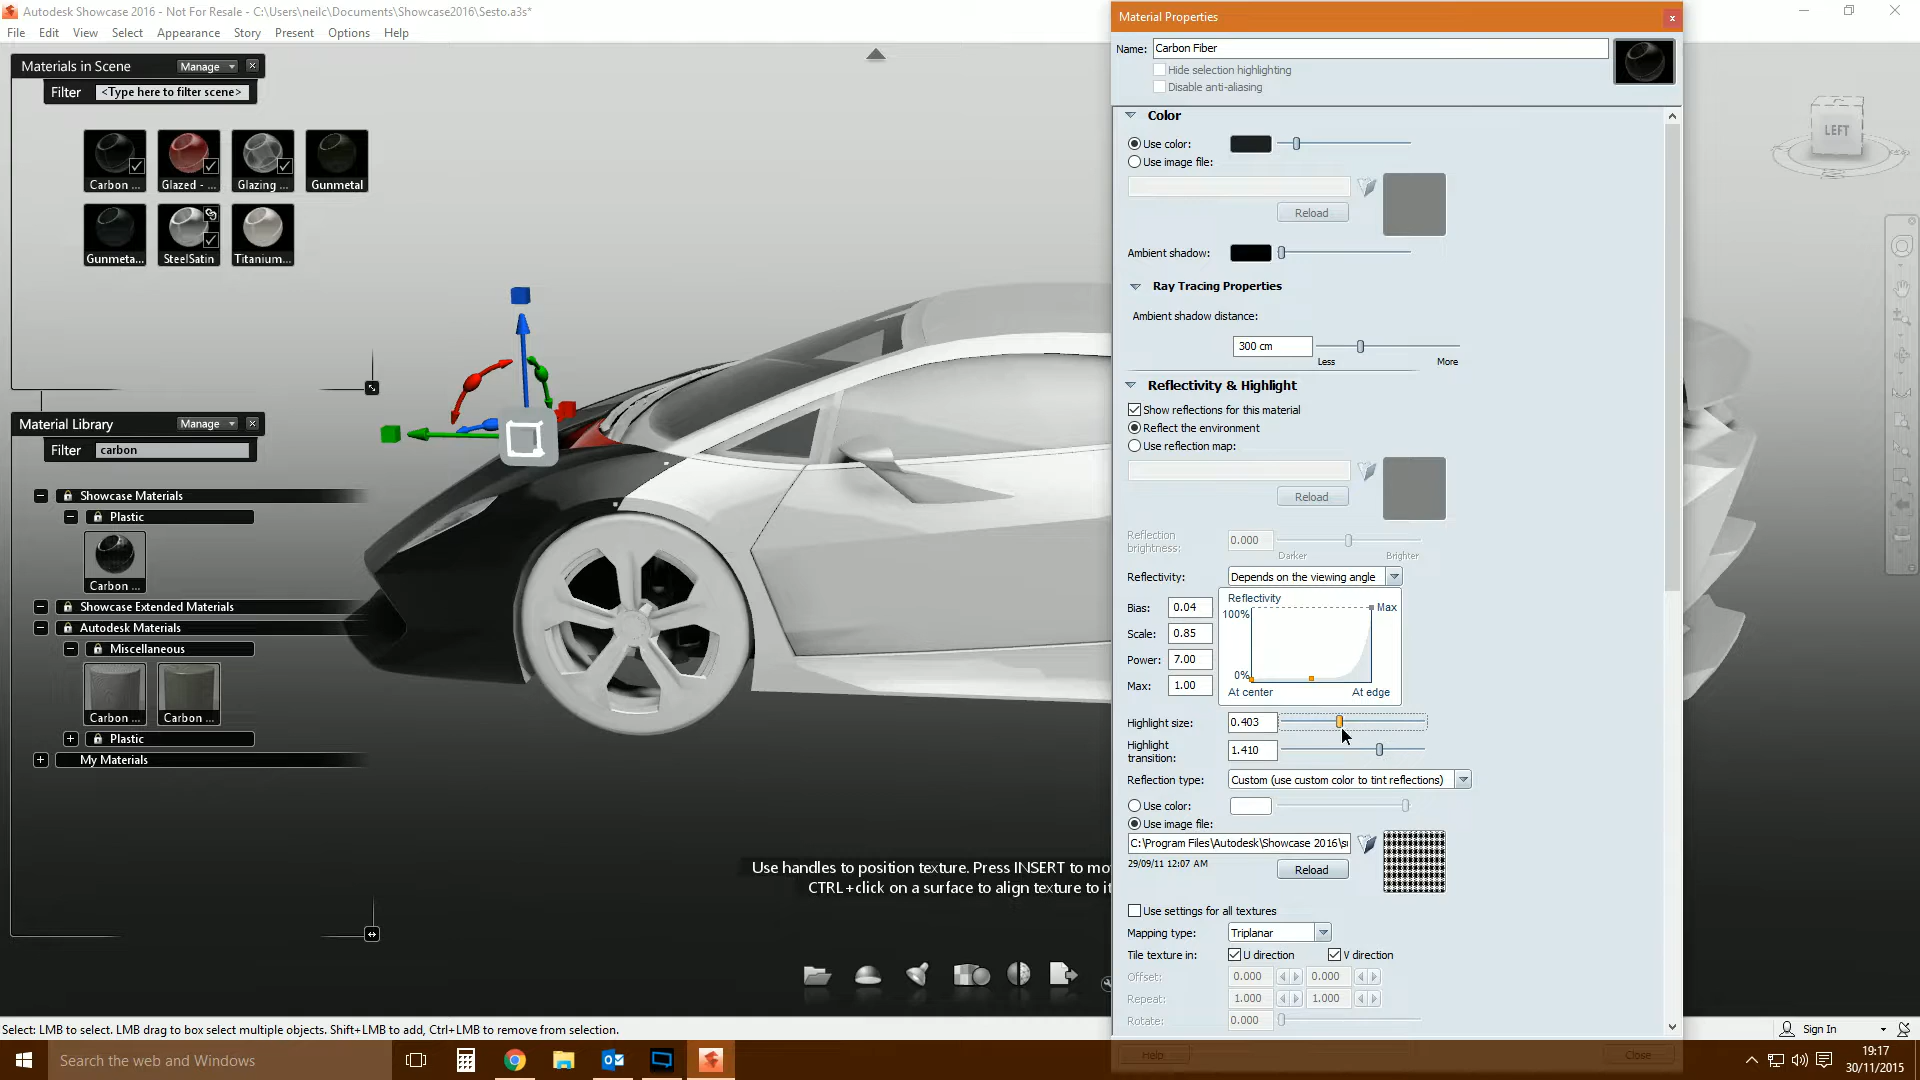 Autodesk Showcase 2016 - Not For Resale - C:\Users\neilc\Documents\Showcase2016\Sesto.a3s*
File Edit View Select Appearance Story Present Options Help
Materials in Scene Manage
Filter <Type here to filter scene>
Carbon ... Glazed - ... Glazing ... Gunmetal
Gunmeta... SteelSatin Titanium...
Material Library Manage
Filter carbon
Showcase Materials
Plastic
Carbon ...
Showcase Extended Materials
Autodesk Materials
Miscellaneous
Carbon ... Carbon ...
Plastic
My Materials
Use handles to position texture. Press INSERT to mo
CTRL+click on a surface to align texture to it
LEFT
Material Properties
Name: Carbon Fiber
Hide selection highlighting
Disable anti-aliasing
Color
Use color:
Use image file:
Reload
Ambient shadow:
Ray Tracing Properties
Ambient shadow distance:
300 cm
Less More
Reflectivity & Highlight
Show reflections for this material
Reflect the environment
Use reflection map:
Reload
Reflection
brightness: 0.000
Darker Brighter
Reflectivity: Depends on the viewing angle
Reflectivity
100% Max
Bias: 0.04
Scale: 0.85
Power: 7.00
0%
Max: 1.00
At center At edge
Highlight size: 0.403
Highlight
transition: 1.410
Reflection type: Custom (use custom color to tint reflections)
Use color:
Use image file:
C:\Program Files\Autodesk\Showcase 2016\s
29/09/11 12:07 AM
Reload
Use settings for all textures
Mapping type: Triplanar
Tile texture in: U direction V direction
Offset: 0.000 0.000
Repeat: 1.000 1.000
Rotate: 0.000
Help Close
Select: LMB to select. LMB drag to box select multiple objects. Shift+LMB to add, Ctrl+LMB to remove from selection.
Sign In
Search the web and Windows
19:17
30/11/2015